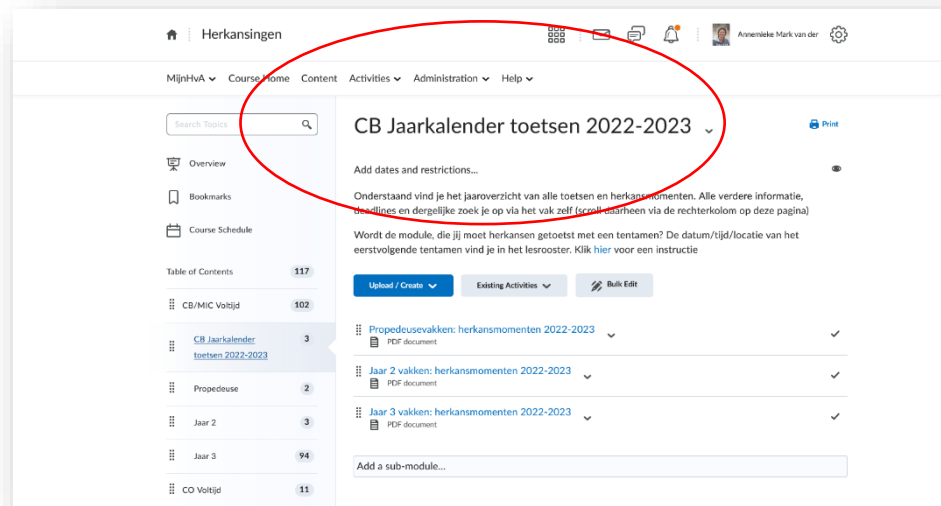 Herkansingen
Annemieke Mark van der
MijnHvA Course Home Content Activities Administration Help
Search Topics
Overview
Bookmarks
Course Schedule
Table of Contents 117
CB/MIC Voltijd 102
CB Jaarkalender
toetsen 2022-2023
3
Propedeuse 2
Jaar 2 3
Jaar 3 94
CO Voltijd 11
CB Jaarkalender toetsen 2022-2023
Print
Add dates and restrictions...
Onderstaand vind je het jaaroverzicht van alle toetsen en herkansmomenten. Alle verdere informatie,
deadlines en dergelijke zoek je op via het vak zelf (scroll daarheen via de rechterkolom op deze pagina)
Wordt de module, die jij moet herkansen getoetst met een tentamen? De datum/tijd/locatie van het
eerstvolgende tentamen vind je in het lesrooster. Klik hier voor een instructie
Upload / Create Existing Activities Bulk Edit
Propedeusevakken: herkansmomenten 2022-2023
PDF document
Jaar 2 vakken: herkansmomenten 2022-2023
PDF document
Jaar 3 vakken: herkansmomenten 2022-2023
PDF document
Add a sub-module...